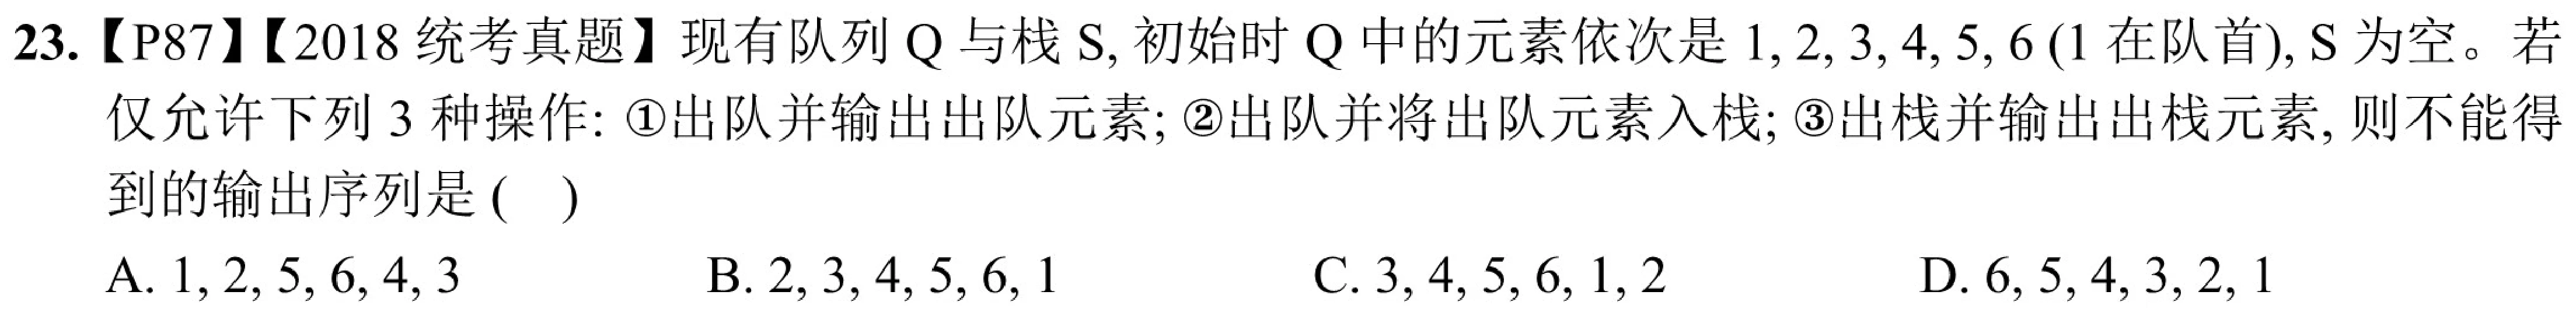 23.【P87】【2018 统考真题】现有队列 Q 与栈 S, 初始时 Q 中的元素依次是 1, 2, 3, 4, 5, 6 (1 在队首), S 为空。若
仅允许下列 3 种操作: ①出队并输出出队元素; ②出队并将出队元素入栈; ③出栈并输出出栈元素, 则不能得
到的输出序列是 ( )
A. 1, 2, 5, 6, 4, 3 B. 2, 3, 4, 5, 6, 1 C. 3, 4, 5, 6, 1, 2 D. 6, 5, 4, 3, 2, 1